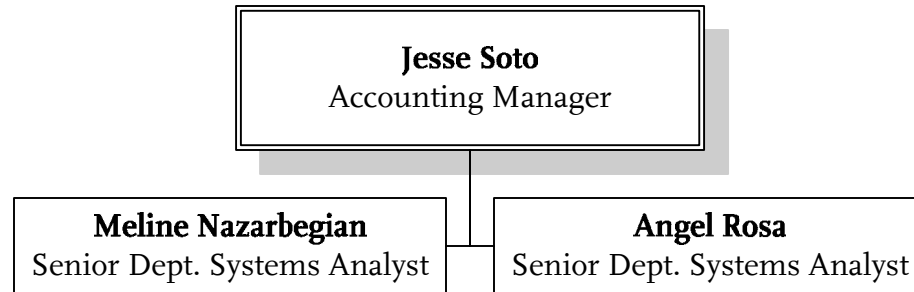 Jesse Soto
Accounting Manager
Meline Nazarbegian
Senior Dept. Systems Analyst
Angel Rosa
Senior Dept. Systems Analyst